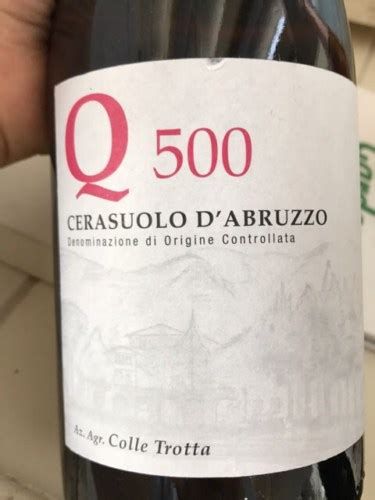 Q 500
CERASUOLO D'ABRUZZO
Denominazione di Origine Controllata
Az. Agr. Colle Trotta